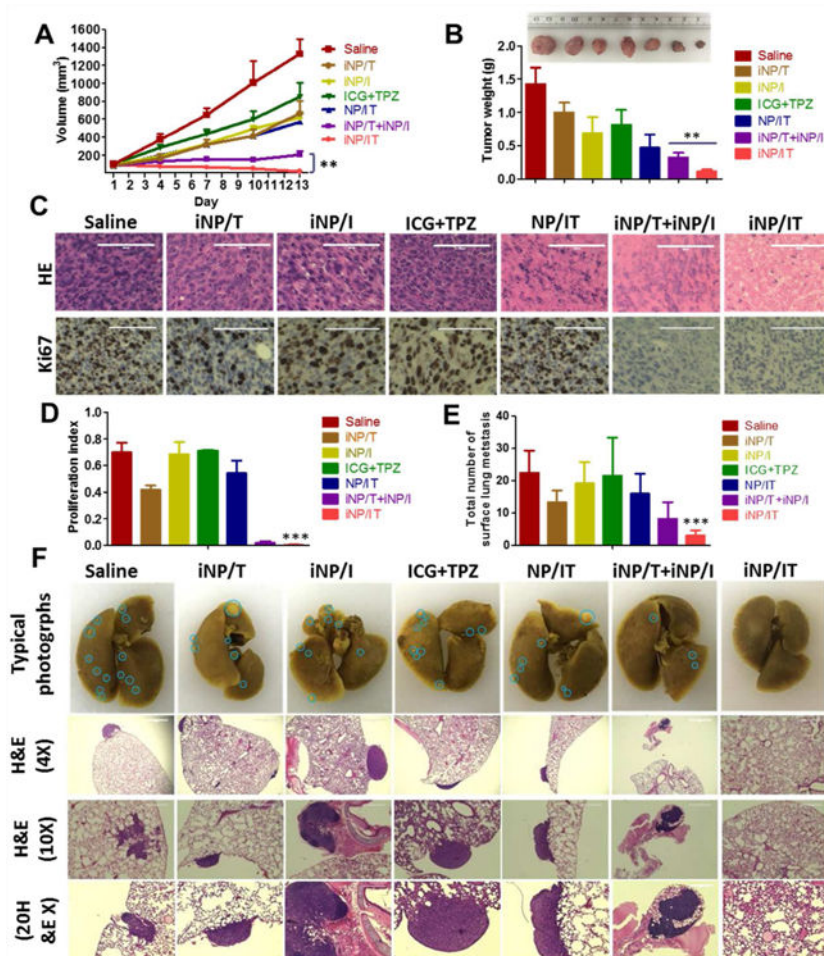 A
Volume (mm³)
1600
1400
1200
1000
800
600
400
200
1 2 3 4 5 6 7 8 9 10 11 12 13
Day
Saline
iNP/T
iNP/I
ICG+TPZ
NP/IT
iNP/T+iNP/I
iNP/IT
**
B
Tumor weight (g)
2.0
1.5
1.0
0.5
0.0
**
Saline
iNP/T
iNP/I
ICG+TPZ
NP/IT
iNP/T+iNP/I
iNP/IT
C
Saline iNP/T iNP/I ICG+TPZ NP/IT iNP/T+iNP/I iNP/IT
HE
Ki67
D
Proliferation index
1.0
0.8
0.6
0.4
0.2
0.0
***
Saline
iNP/T
iNP/I
ICG+TPZ
NP/IT
iNP/T+iNP/I
iNP/IT
E
Total number of
surface lung metstasis
40
30
20
10
0
***
Saline
iNP/T
iNP/I
ICG+TPZ
NP/IT
iNP/T+iNP/I
iNP/IT
F
Saline iNP/T iNP/I ICG+TPZ NP/IT iNP/T+iNP/I iNP/IT
Typical
photogrphs
H&E
(4X)
H&E
(10X)
(20H
&E X)